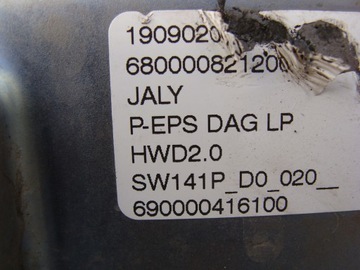 1909020
680000821200
JALY
P-EPS DAG LP
HWD2.0
SW141P_D0_020__
690000416100